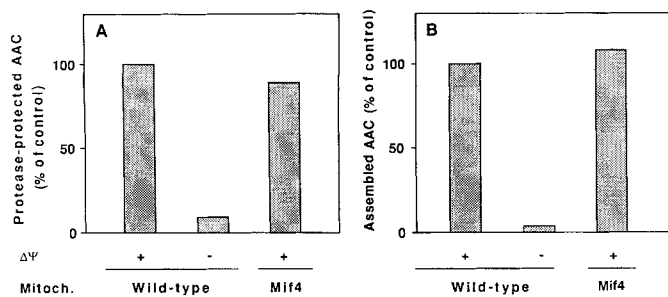 A
Protease-protected AAC
(% of control)
100
50
0
B
Assembled AAC (% of control)
100
50
0
ΔΨ + - + + - +
Mitoch. Wild-type Mif4 Wild-type Mif4